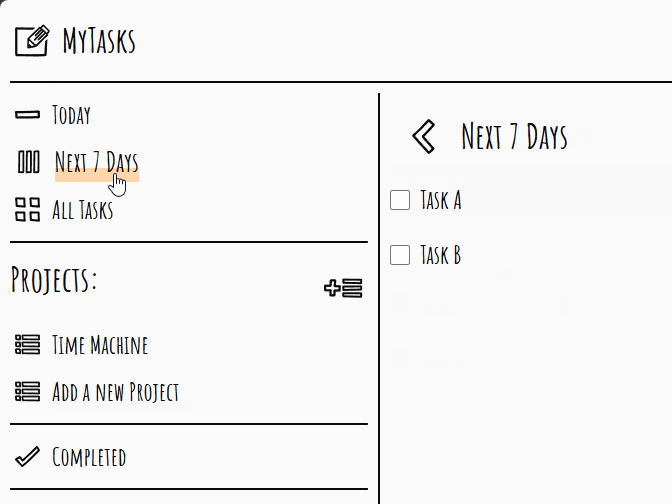 MyTasks
Today
Next 7 Days
All Tasks
Projects:
Time Machine
Add a new Project
Completed
Next 7 Days
Task A
Task B